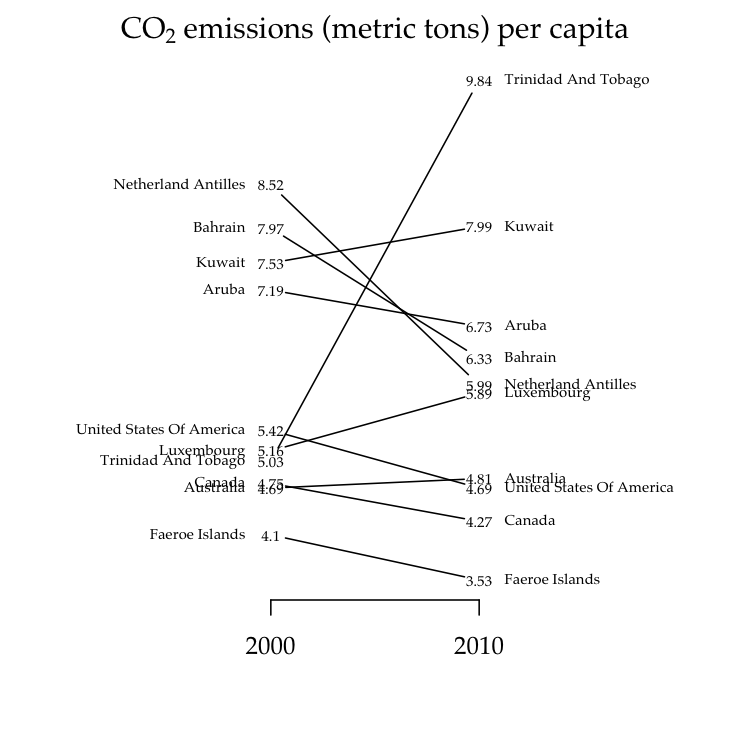 CO2 emissions (metric tons) per capita
9.84 Trinidad And Tobago
Netherland Antilles 8.52
Bahrain 7.97
7.99 Kuwait
Kuwait 7.53
Aruba 7.19
6.73 Aruba
6.33 Bahrain
5.99 Netherland Antilles
5.89 Luxembourg
United States Of America 5.42
Luxembourg 5.16
Trinidad And Tobago 5.03
4.81 Australia
Canada 4.75
Australia 4.69
4.69 United States Of America
4.27 Canada
Faeroe Islands 4.1
3.53 Faeroe Islands
2000 2010